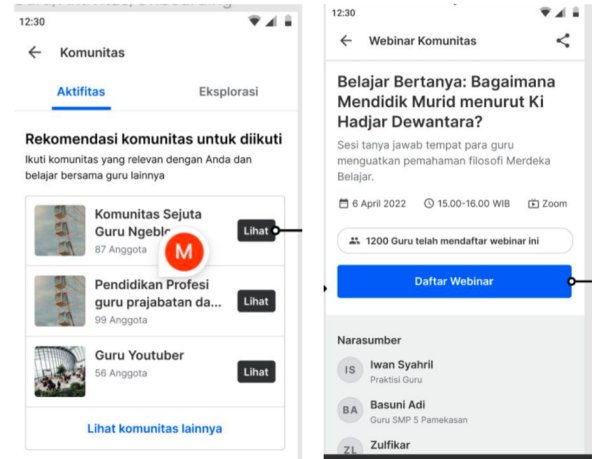 12:30
Komunitas
Aktifitas
Eksplorasi
Rekomendasi komunitas untuk diikuti
Ikuti komunitas yang relevan dengan Anda dan
belajar bersama guru lainnya
Komunitas Sejuta
Guru Ngeblo
87 Anggota
Lihat
M
Pendidikan Profesi
guru prajabatan da...
99 Anggota
Lihat
Guru Youtuber
56 Anggota
Lihat
Lihat komunitas lainnya
12:30
Webinar Komunitas
Belajar Bertanya: Bagaimana
Mendidik Murid menurut Ki
Hadjar Dewantara?
Sesi tanya jawab tempat para guru
menguatkan pemahaman filosofi Merdeka
Belajar.
6 April 2022
15.00-16.00 WIB
Zoom
1200 Guru telah mendaftar webinar ini
Daftar Webinar
Narasumber
IS
Iwan Syahril
Praktisi Guru
BA
Basuni Adi
Guru SMP 5 Pamekasan
ZL
Zulfikar